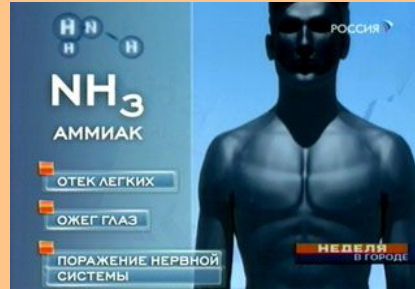 H N
H H
РОССИЯ
NH3
АММИАК
ОТЕК ЛЕГКИХ
ОЖЕГ ГЛАЗ
ПОРАЖЕНИЕ НЕРВНОЙ
СИСТЕМЫ
НЕДЕЛЯ
В ГОРОДЕ